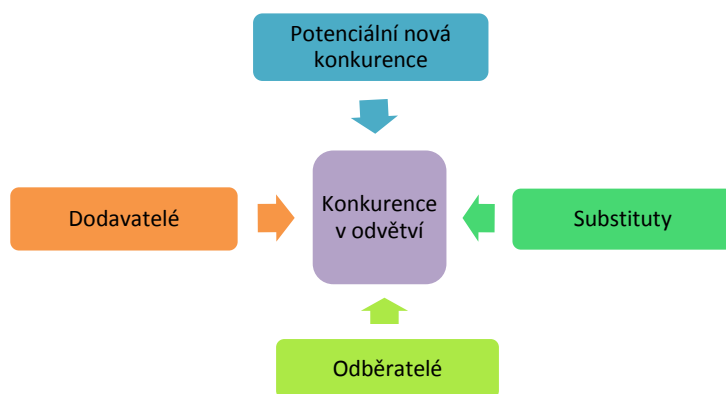 Potenciální nová
konkurence
Dodavatelé
Konkurence
v odvětví
Substituty
Odběratelé